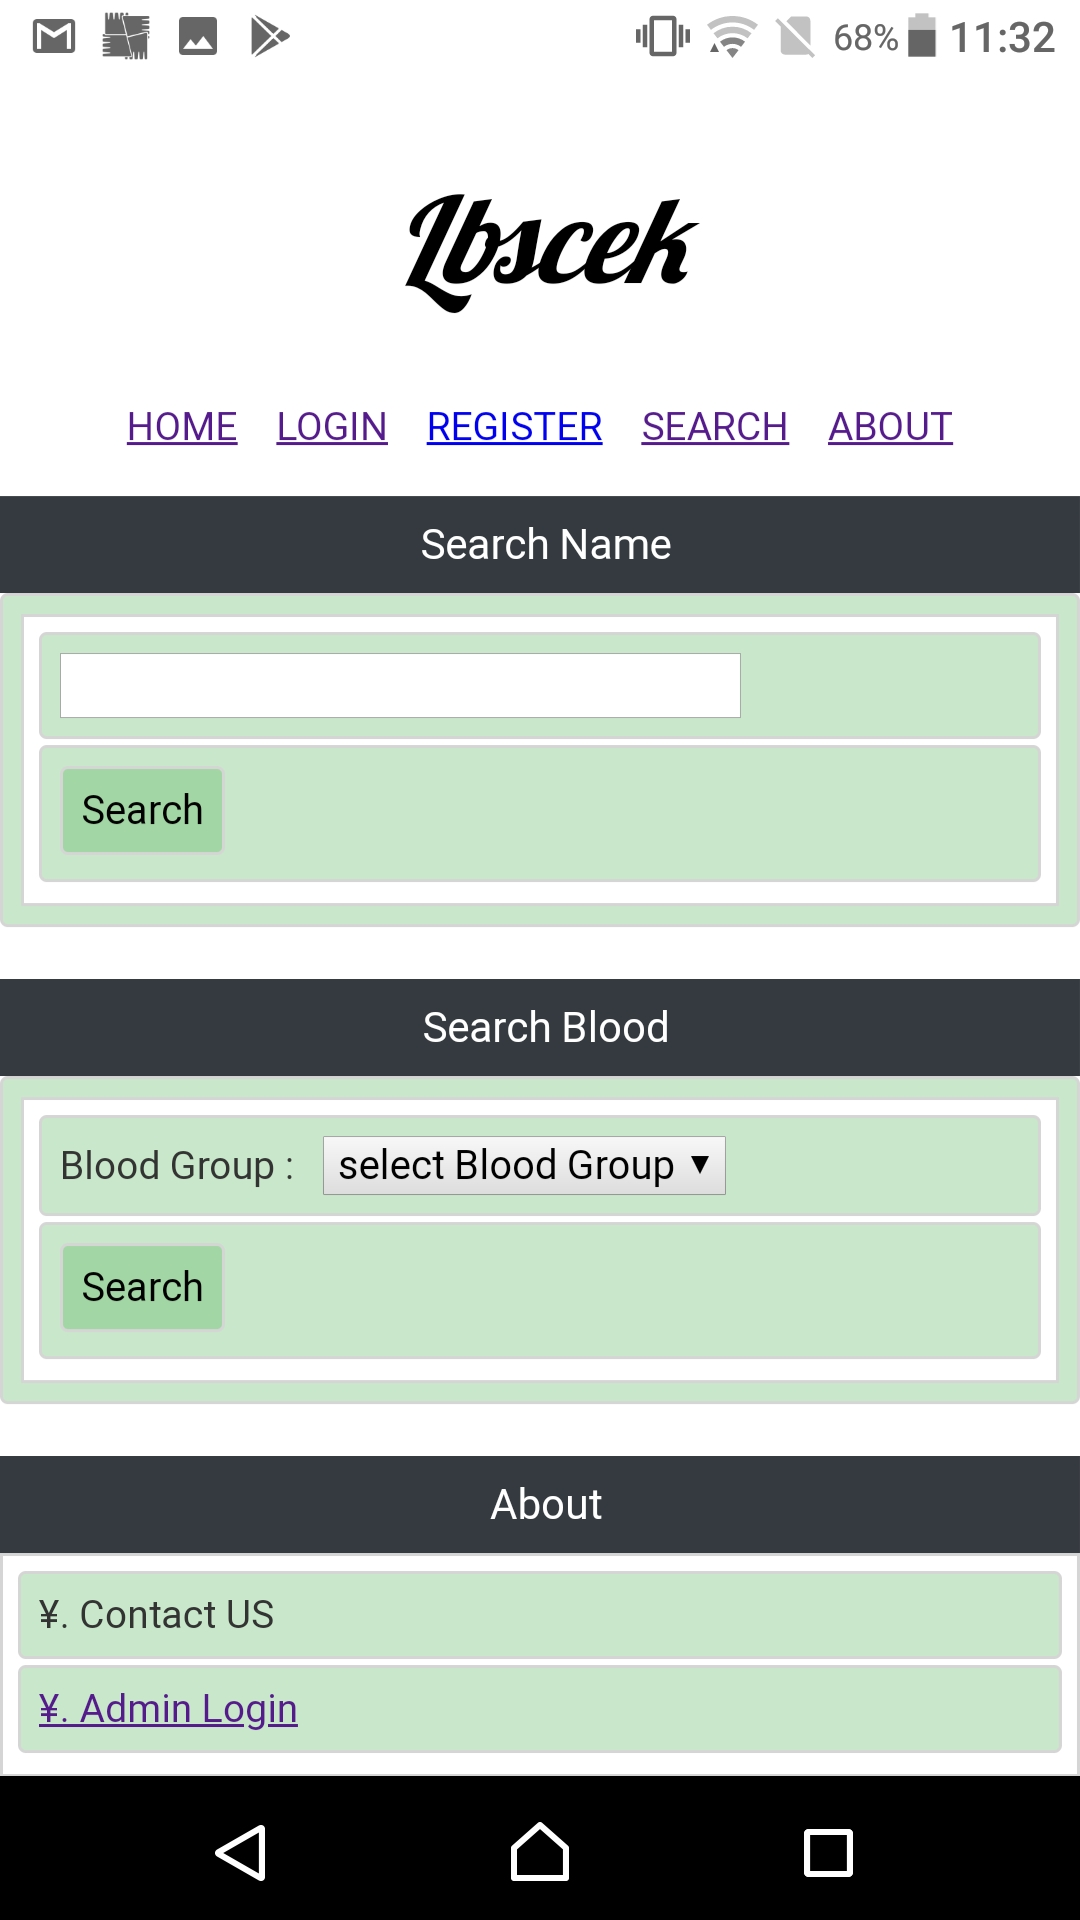 68% 11:32
Lbscek
HOME LOGIN REGISTER SEARCH ABOUT
Search Name
Search
Search Blood
Blood Group : select Blood Group
Search
About
¥. Contact US
¥. Admin Login